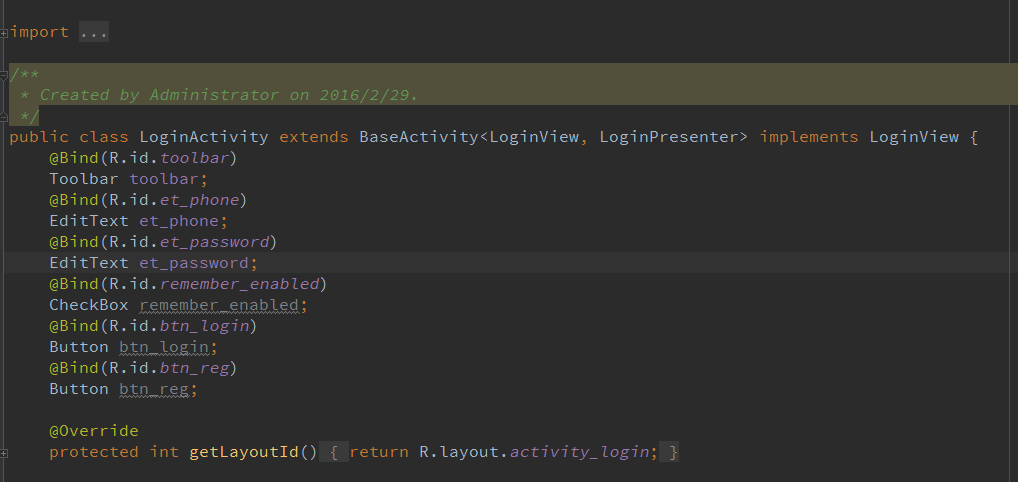 import ...
/**
* Created by Administrator on 2016/2/29.
*/
public class LoginActivity extends BaseActivity<LoginView, LoginPresenter> implements LoginView {
@Bind(R.id.toolbar)
Toolbar toolbar;
@Bind(R.id.et_phone)
EditText et_phone;
@Bind(R.id.et_password)
EditText et_password;
@Bind(R.id.remember_enabled)
CheckBox remember_enabled;
@Bind(R.id.btn_login)
Button btn_login;
@Bind(R.id.btn_reg)
Button btn_reg;
@Override
protected int getLayoutId() { return R.layout.activity_login; }